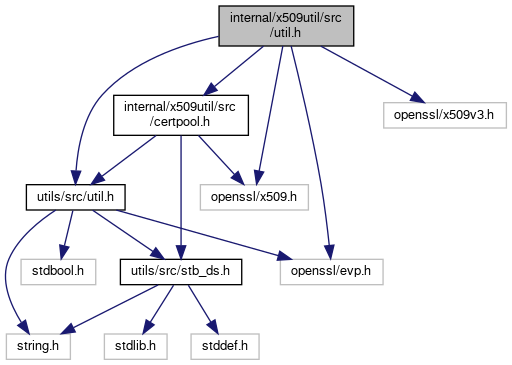 internal/x509util/src
/util.h
internal/x509util/src
/certpool.h
openssl/x509v3.h
utils/src/util.h
openssl/x509.h
stdbool.h
utils/src/stb_ds.h
openssl/evp.h
string.h
stdlib.h
stddef.h